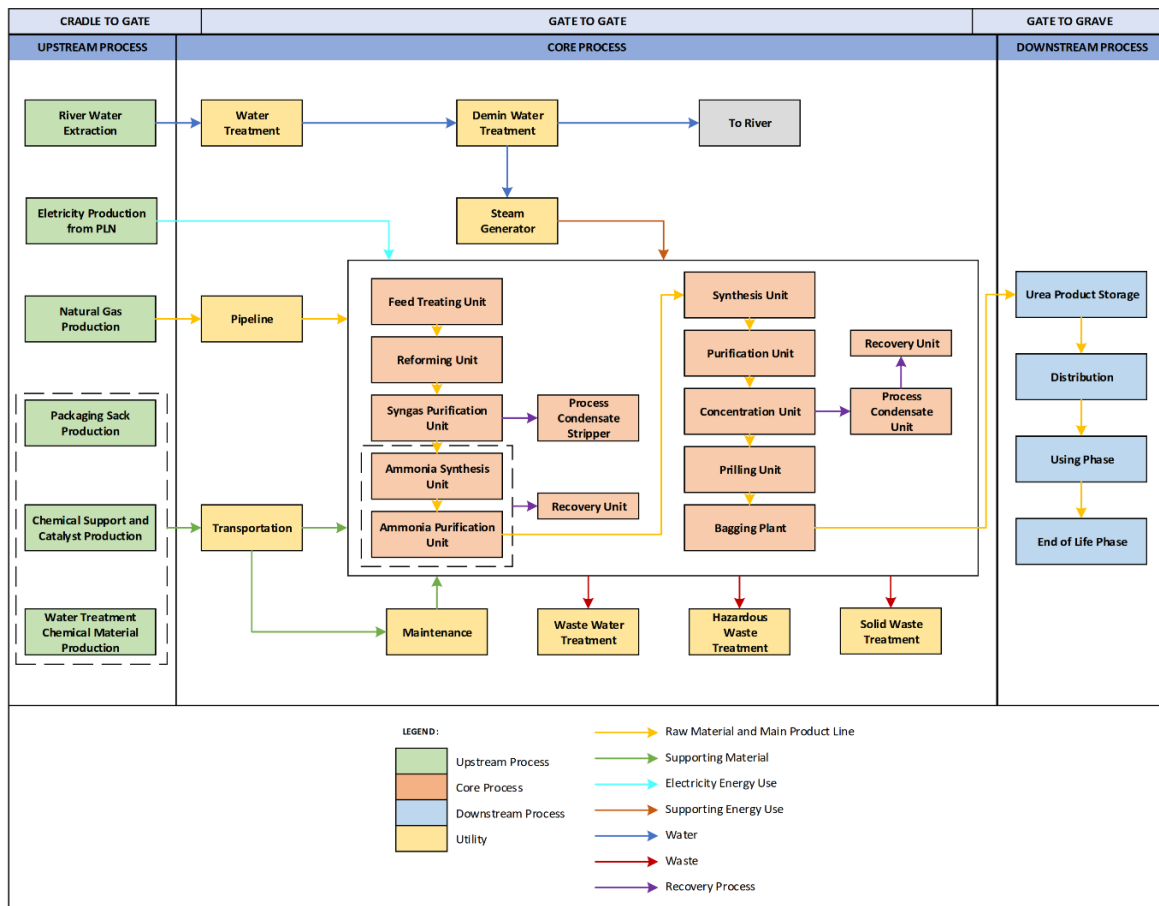 CRADLE TO GATE
GATE TO GATE
GATE TO GRAVE
UPSTREAM PROCESS
CORE PROCESS
DOWNSTREAM PROCESS
River Water
Extraction
Water
Treatment
Demin Water
Treatment
To River
Eletricity Production
from PLN
Steam
Generator
Natural Gas
Production
Pipeline
Feed Treating Unit
Reforming Unit
Syngas Purification
Unit
Process
Condensate
Stripper
Ammonia Synthesis
Unit
Recovery Unit
Ammonia Purification
Unit
Synthesis Unit
Purification Unit
Recovery Unit
Concentration Unit
Process
Condensate
Unit
Prilling Unit
Bagging Plant
Urea Product Storage
Distribution
Using Phase
End of Life Phase
Packaging Sack
Production
Chemical Support and
Catalyst Production
Transportation
Water Treatment
Chemical Material
Production
Maintenance
Waste Water
Treatment
Hazardous
Waste
Treatment
Solid Waste
Treatment
LEGEND :
Upstream Process
Core Process
Downstream Process
Utility
Raw Material and Main Product Line
Supporting Material
Electricity Energy Use
Supporting Energy Use
Water
Waste
Recovery Process